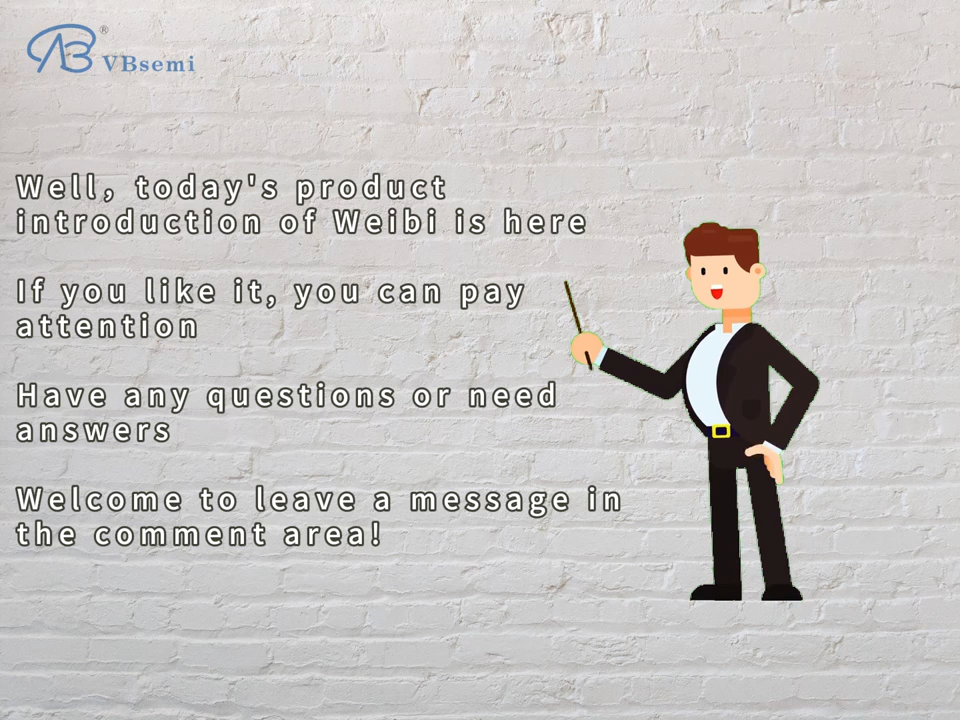 VBsemi
Well, today's product
introduction of Weibi is here
If you like it, you can pay
attention
Have any questions or need
answers
Welcome to leave a message in
the comment area!